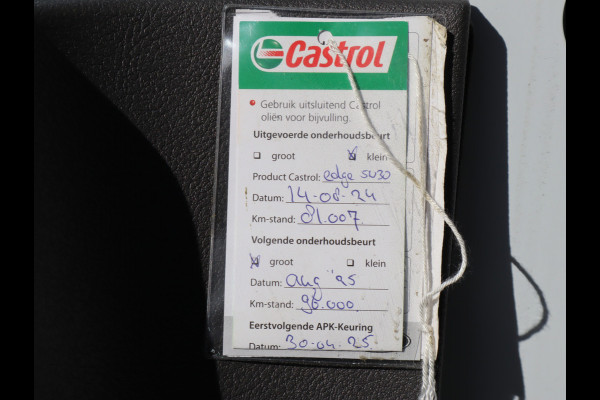 Castrol
Gebruik uitsluitend Castrol
oliën voor bijvulling.
Uitgevoerde onderhoudsbeurt
groot klein
Product Castrol: edge 5W30
Datum: 14-08-24
Km-stand: 81.007
Volgende onderhoudsbeurt
groot klein
Datum: aug '25
Km-stand: 96.000
Eerstvolgende APK-Keuring
Datum: 30-04-25